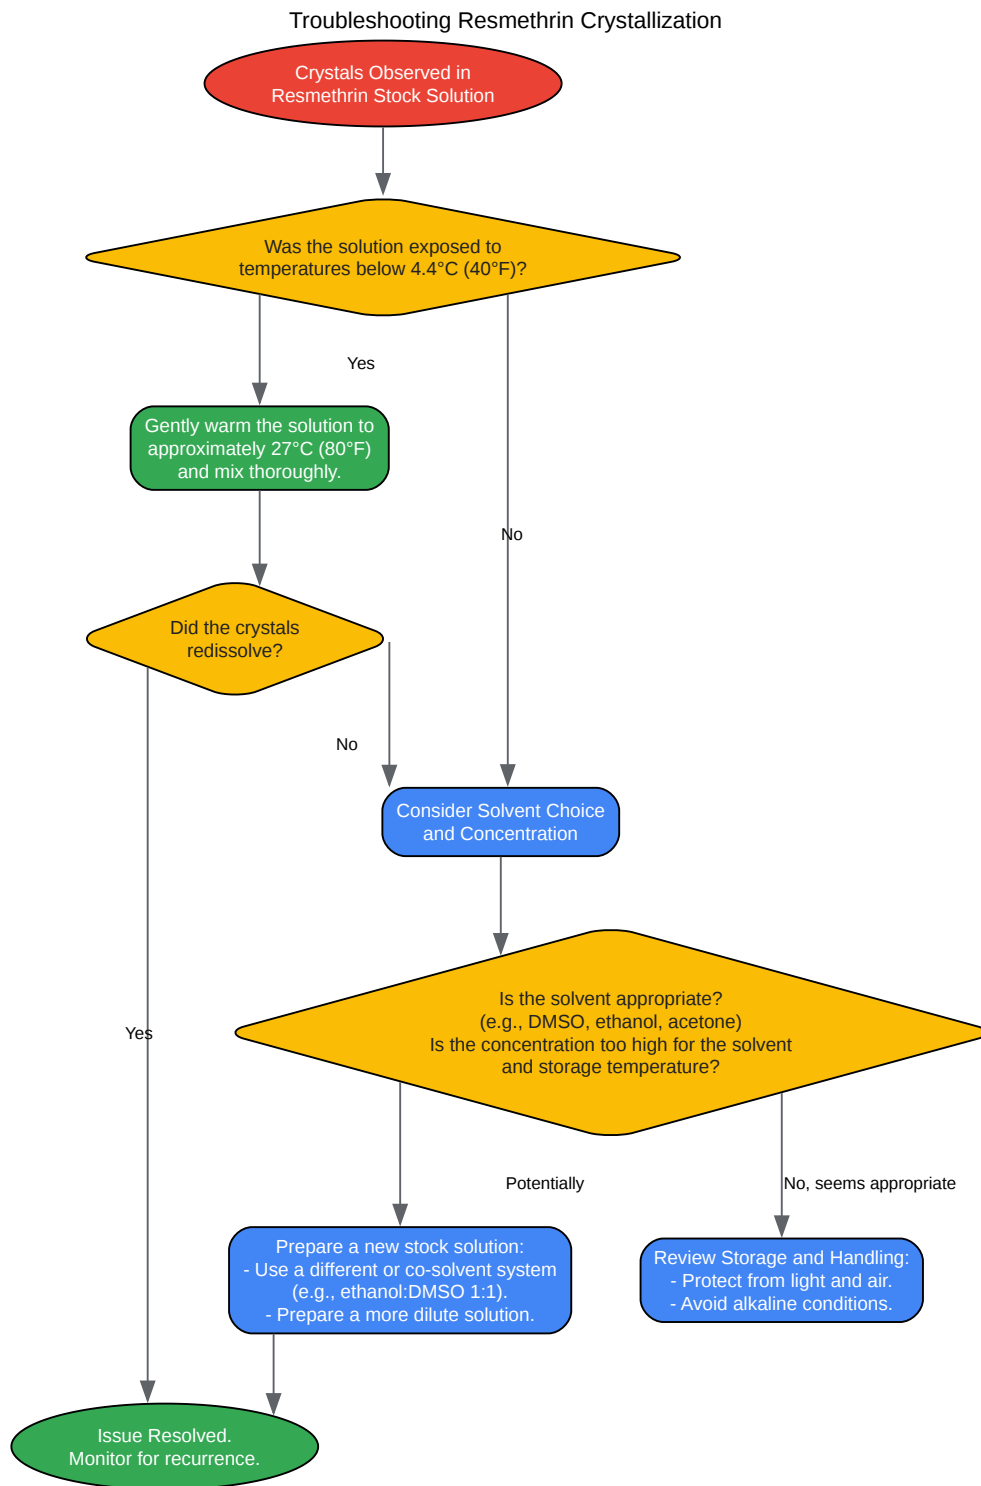 Troubleshooting Resmethrin Crystallization
Crystals Observed in
Resmethrin Stock Solution
Was the solution exposed to
temperatures below 4.4°C (40°F)?
Yes
Gently warm the solution to
approximately 27°C (80°F)
and mix thoroughly.
No
Did the crystals
redissolve?
No
Consider Solvent Choice
and Concentration
Is the solvent appropriate?
(e.g., DMSO, ethanol, acetone)
Is the concentration too high for the solvent
and storage temperature?
Yes
Potentially
No, seems appropriate
Prepare a new stock solution:
- Use a different or co-solvent system
(e.g., ethanol:DMSO 1:1).
- Prepare a more dilute solution.
Review Storage and Handling:
- Protect from light and air.
- Avoid alkaline conditions.
Issue Resolved.
Monitor for recurrence.